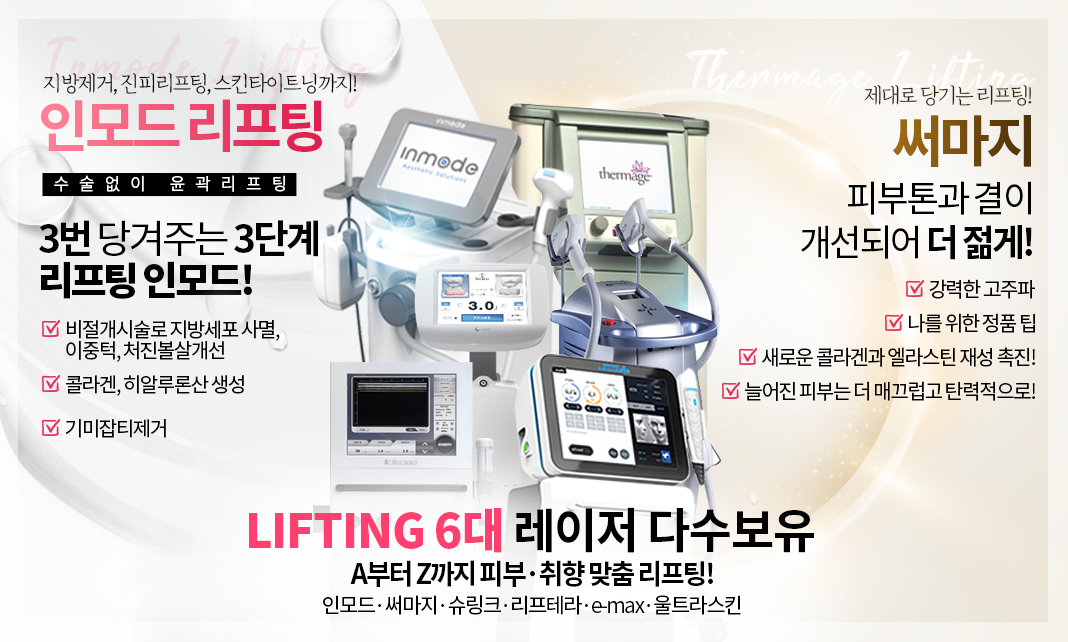 Inmode Lifting
지방제거, 진피리프팅, 스킨타이트닝까지!
인모드 리프팅
수술없이 윤곽리프팅
3번 당겨주는 3단계
리프팅 인모드!
비절개시술로 지방세포 사멸,
이중턱, 처진볼살개선
콜라겐, 히알루론산 생성
기미잡티제거
inmode
inmode
Aesthetic Solutions
thermage
3.0
Thermage Lifting
제대로 당기는 리프팅!
써마지
피부톤과 결이
개선되어 더 젊게!
강력한 고주파
나를 위한 정품 팁
새로운 콜라겐과 엘라스틴 재성 촉진!
늘어진 피부는 더 매끄럽고 탄력적으로!
LIFTING 6대 레이저 다수보유
A부터 Z까지 피부·취향 맞춤 리프팅!
인모드·써마지·슈링크·리프테라·e-max·울트라스킨